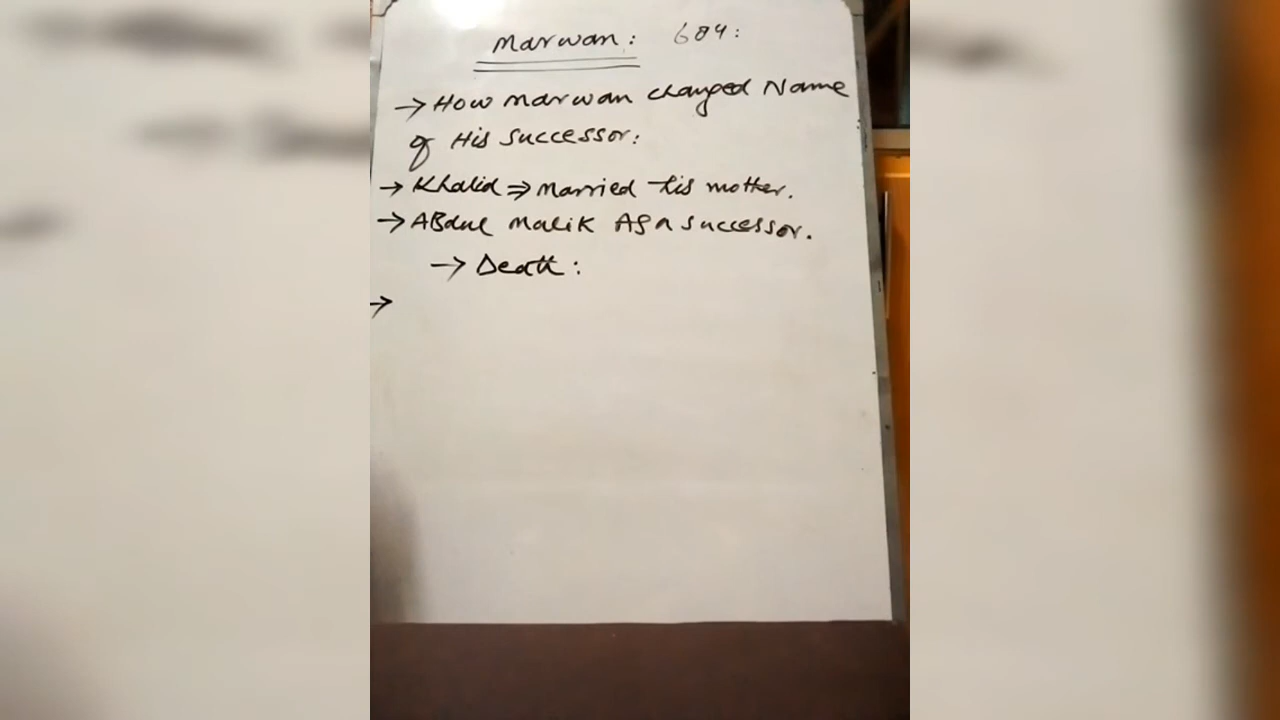 Marwan: 684:
→ How marwan changed Name
of His successor:
→ Khalid ⇒ married His mother.
→ ABdul Malik As a successor.
→ Death:
→